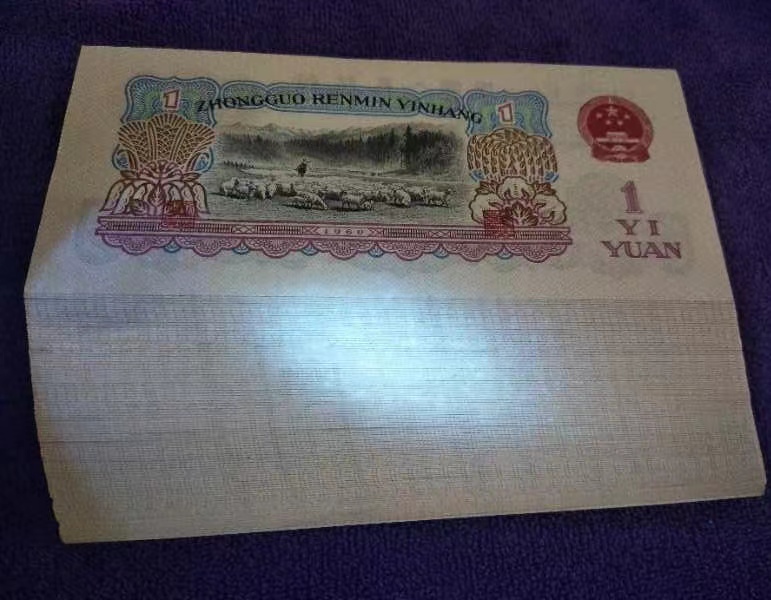 1
ZHONGGUO RENMIN YINHANG
1
1960
1
YI
YUAN